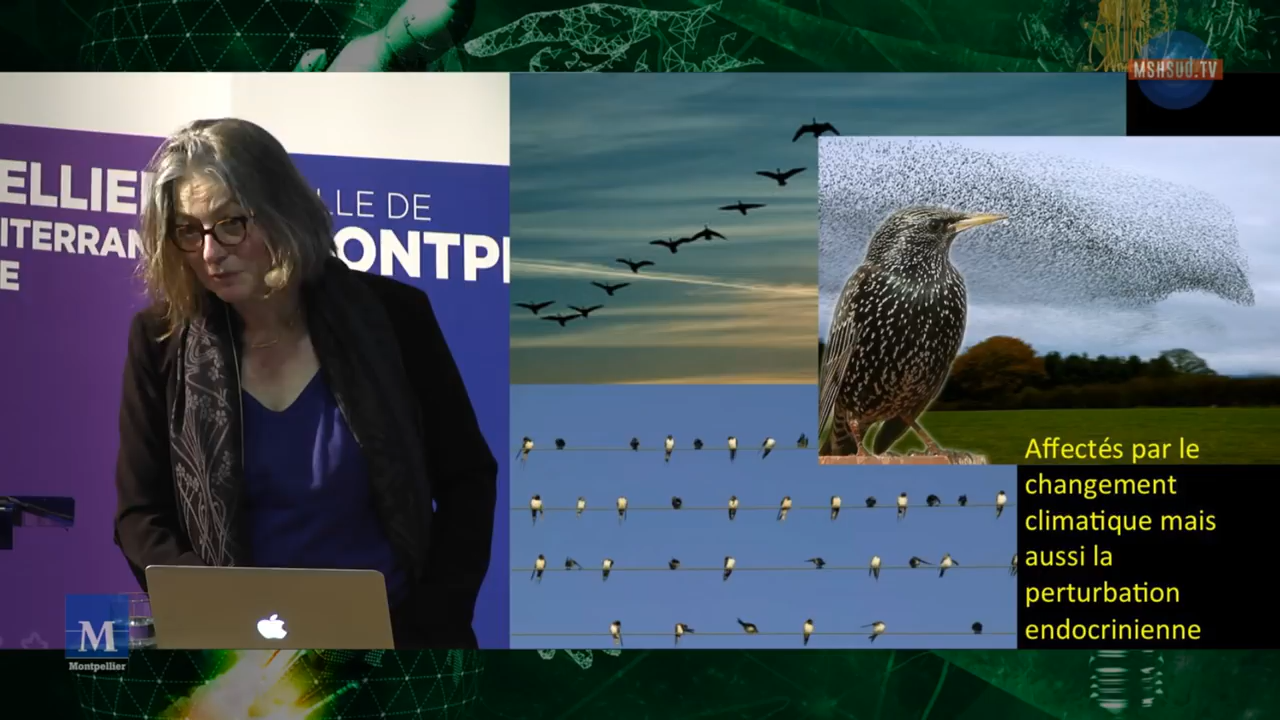 MSHSUD.TV
ELLIE
ITERRAN
E
LLE DE
ONTP
Affectés par le
changement
climatique mais
aussi la
perturbation
endocrinienne
M
Montpellier